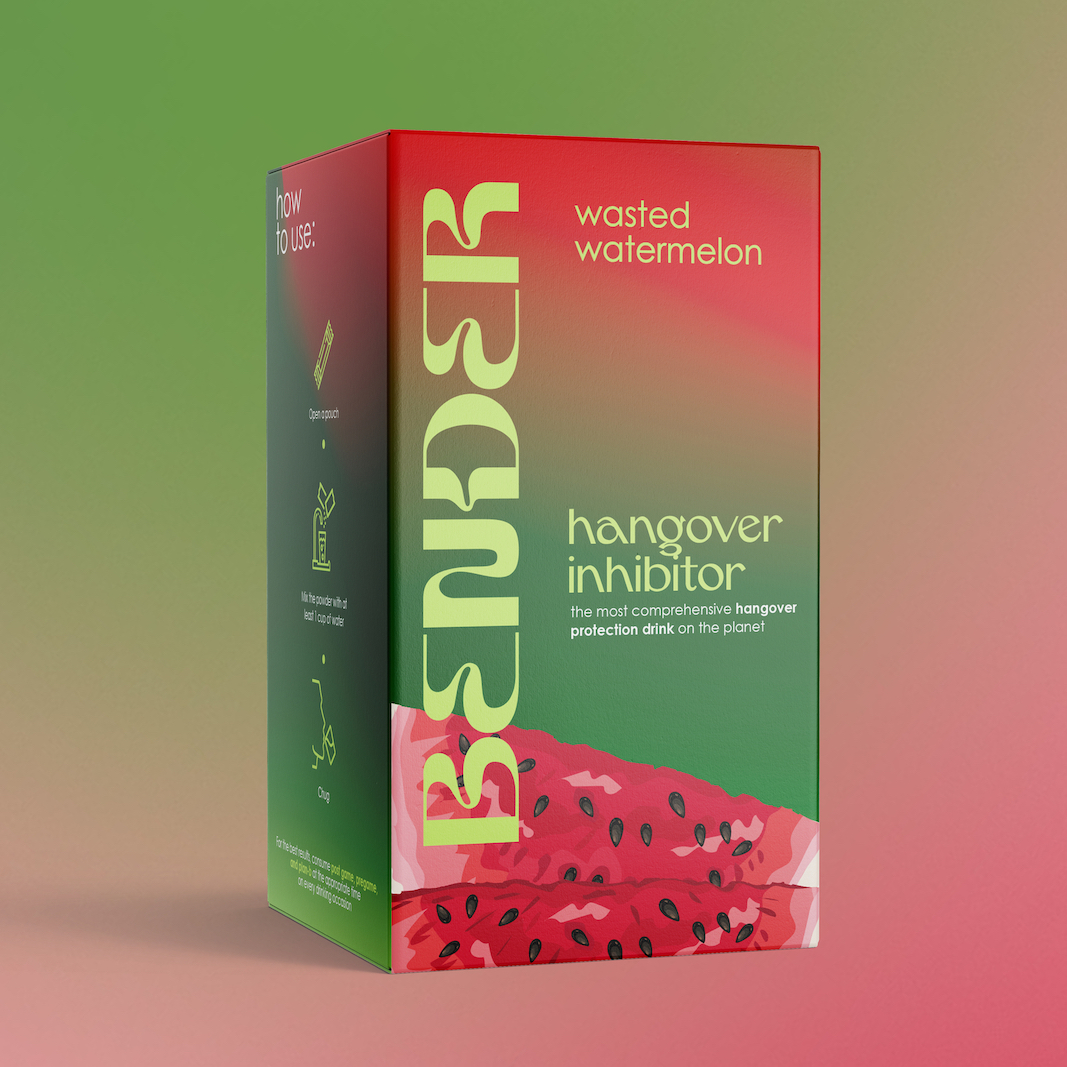 how
to use:
Open a pouch
Mix the powder with at
least 1 cup of water
Chug
For the best results, consume post game, pregame,
and plan-b at the appropriate time
on every drinking occasion
BENDER
wasted
watermelon
hangover
inhibitor
the most comprehensive hangover
protection drink on the planet